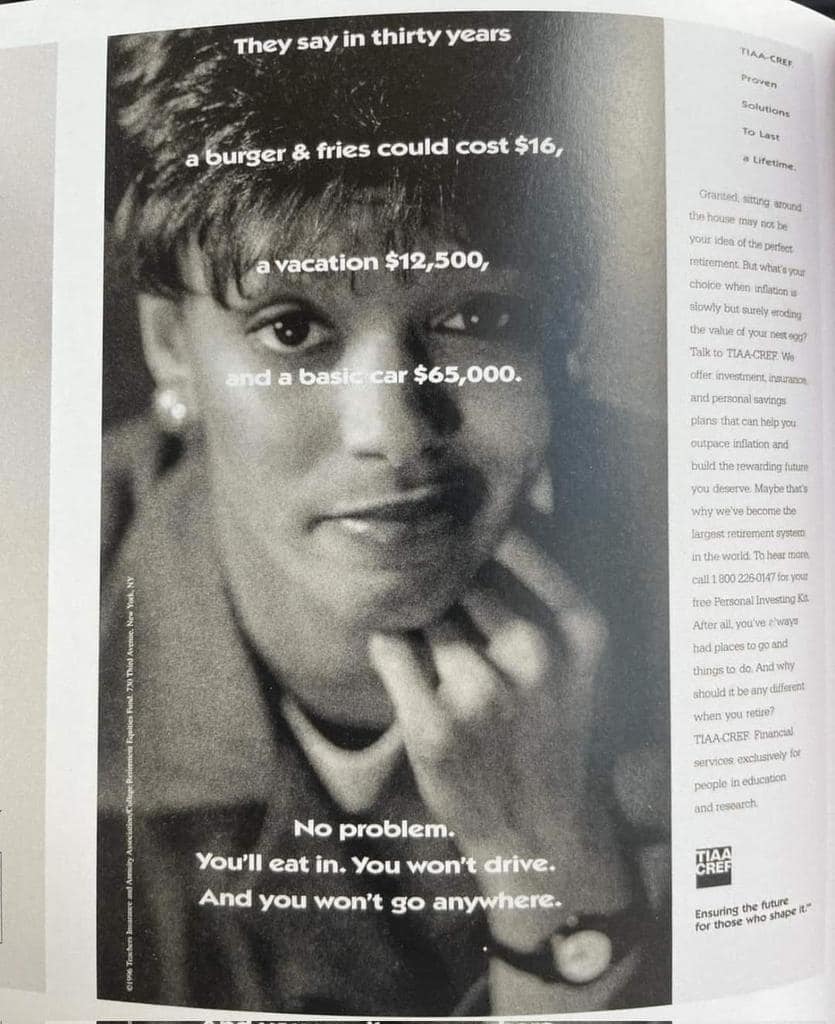 They say in thirty years
a burger & fries could cost $16,
a vacation $12,500,
and a basic car $65,000.
No problem.
You'll eat in. You won't drive.
And you won't go anywhere.
©1996 Teachers Insurance and Annuity Association/College Retirement Equities Fund. 730 Third Avenue, New York, NY
TIAA-CREF.
Proven
Solutions
To Last
a Lifetime.
Granted, sitting around
the house may not be
your idea of the perfect
retirement. But what's your
choice when inflation is
slowly but surely eroding
the value of your nest egg?
Talk to TIAA-CREF. We
offer investment, insurance,
and personal savings
plans that can help you
outpace inflation and
build the rewarding future
you deserve. Maybe that's
why we've become the
largest retirement system
in the world. To hear more,
call 1 800 226-0147 for your
free Personal Investing Kit.
After all, you've always
had places to go and
things to do. And why
should it be any different
when you retire?
TIAA-CREF. Financial
services exclusively for
people in education
and research.
TIAA
CREF
Ensuring the future
for those who shape it.℠